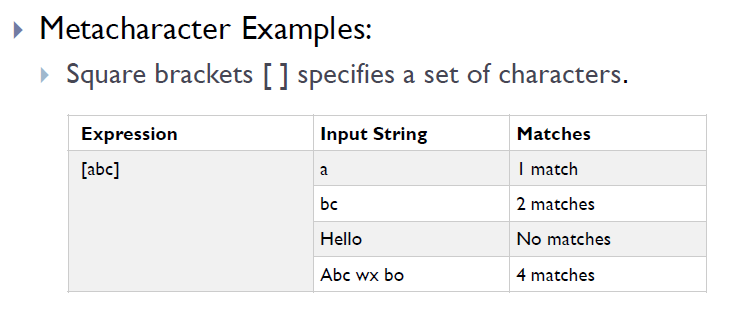 Metacharacter Examples:
Square brackets [ ] specifies a set of characters.
Expression Input String Matches
[abc] a 1 match
bc 2 matches
Hello No matches
Abc wx bo 4 matches